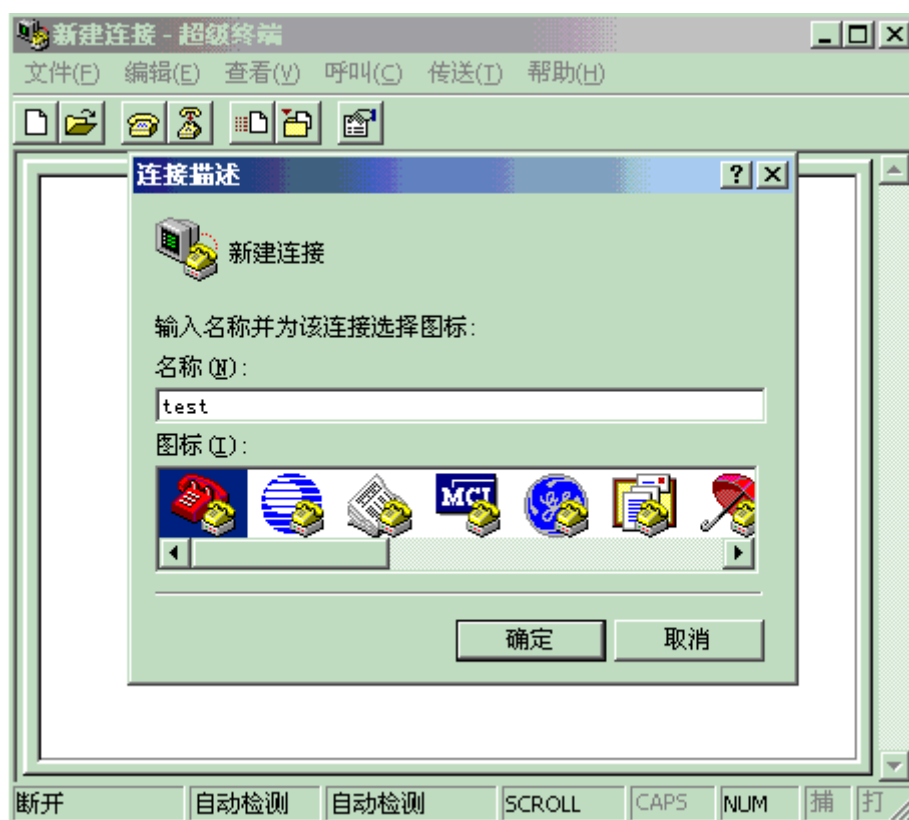 新建连接 - 超级终端
文件(F) 编辑(E) 查看(V) 呼叫(C) 传送(T) 帮助(H)
连接描述
新建连接
输入名称并为该连接选择图标:
名称(N):
test
图标(I):
MCI
确定 取消
断开 自动检测 自动检测 SCROLL CAPS NUM 捕 打